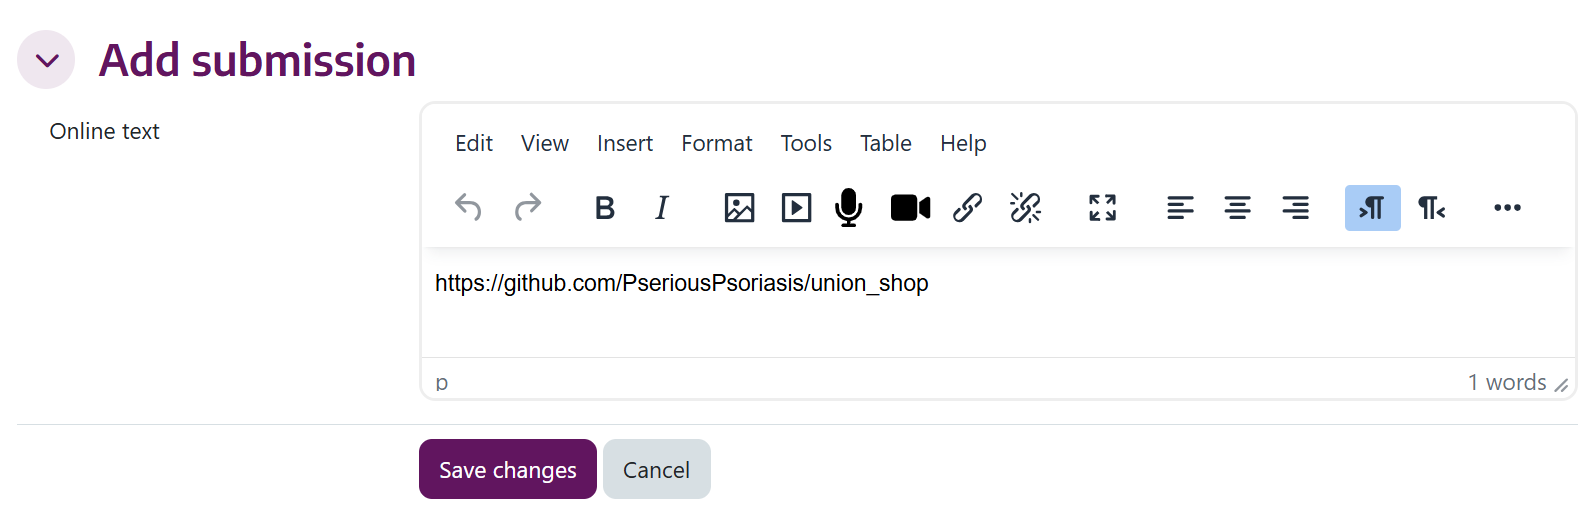 Add submission
Online text
Edit View Insert Format Tools Table Help
B I
https://github.com/PseriousPsoriasis/union_shop
p
1 words
Save changes Cancel